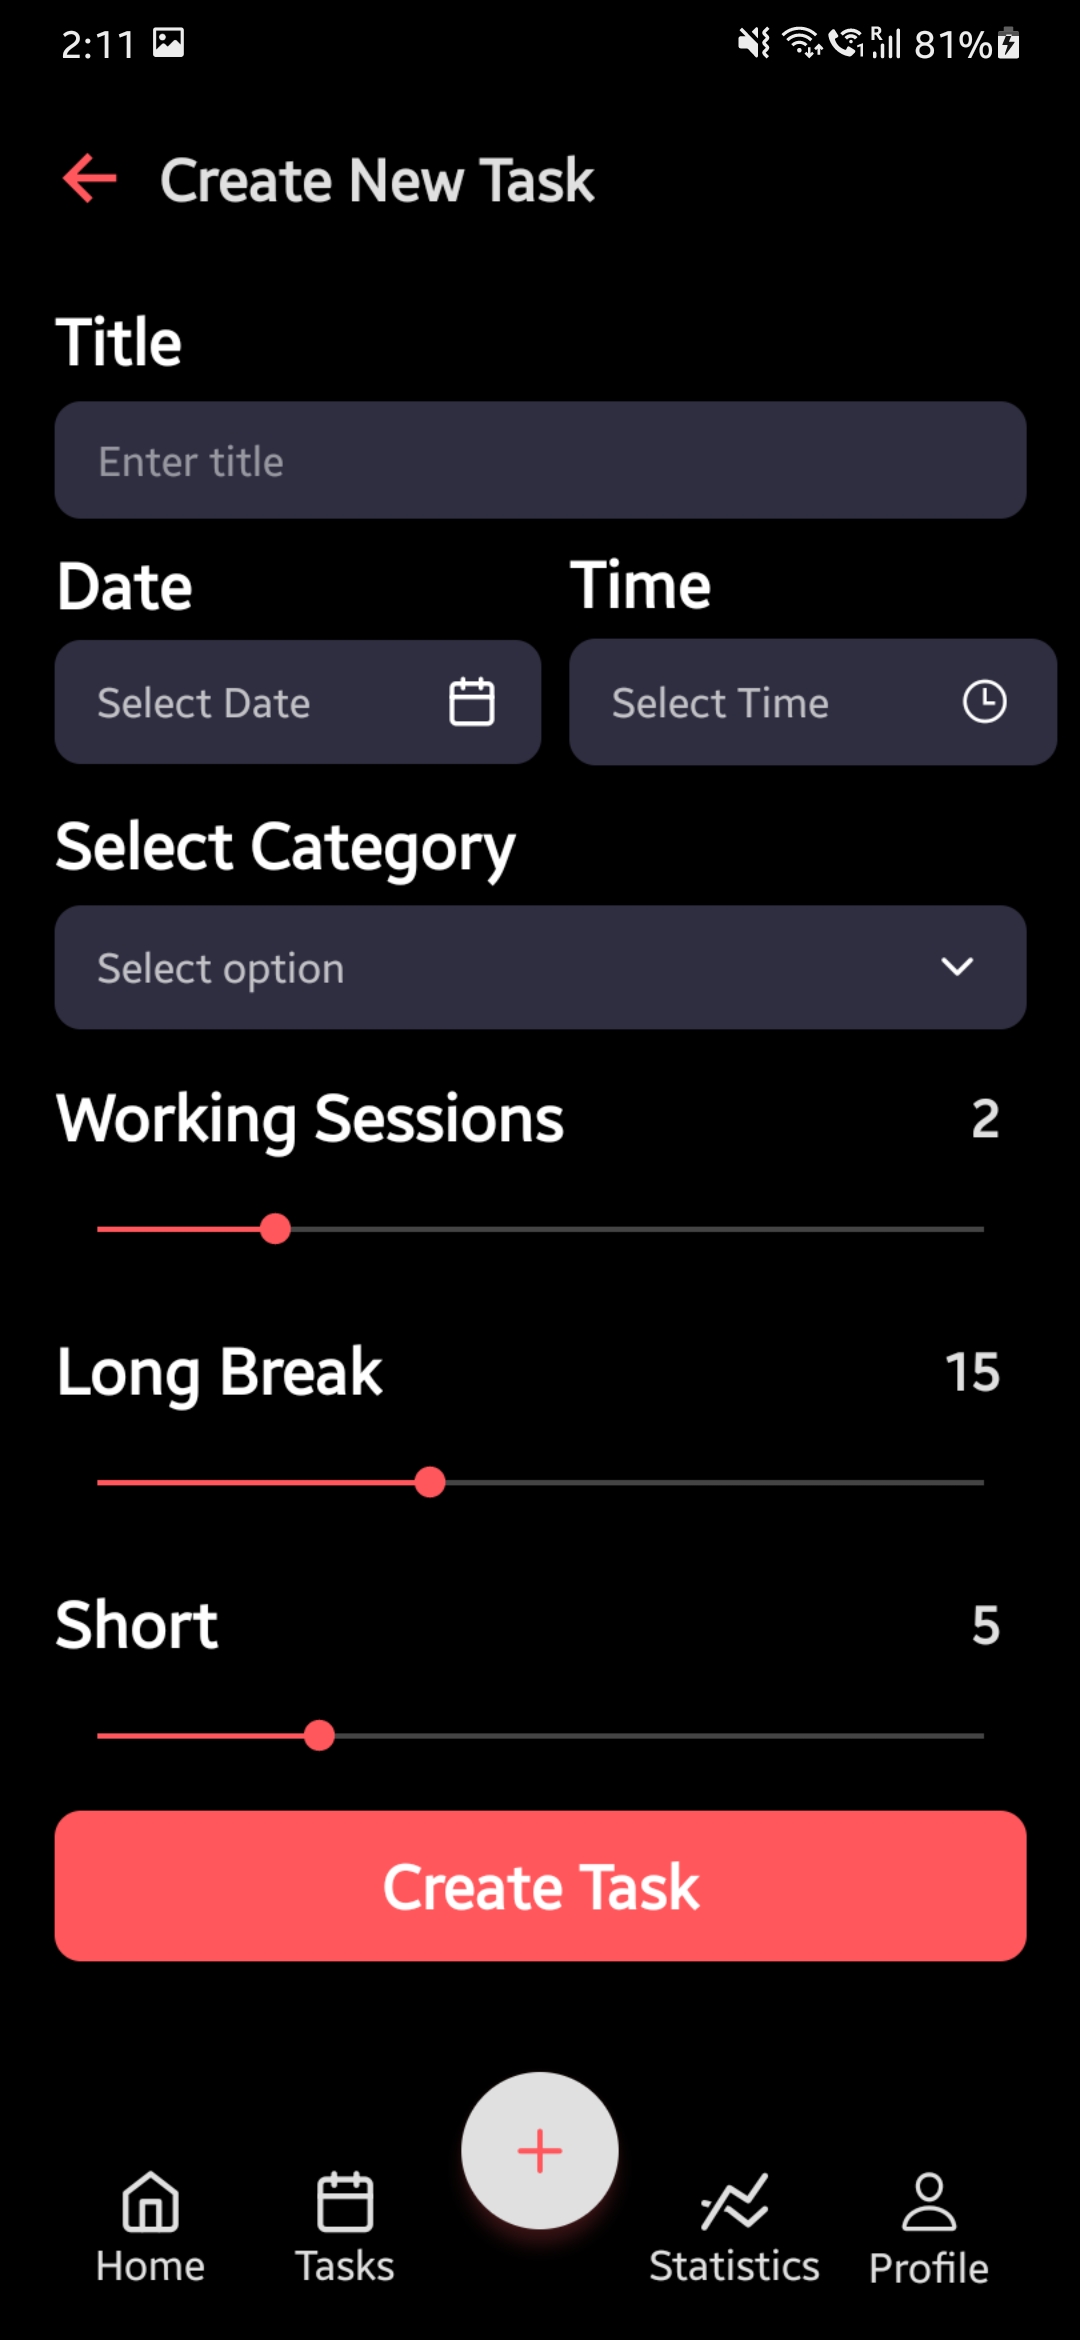 2:11 81%
Create New Task
Title
Enter title
Date Time
Select Date Select Time
Select Category
Select option
Working Sessions 2
Long Break 15
Short 5
Create Task
Home Tasks Statistics Profile